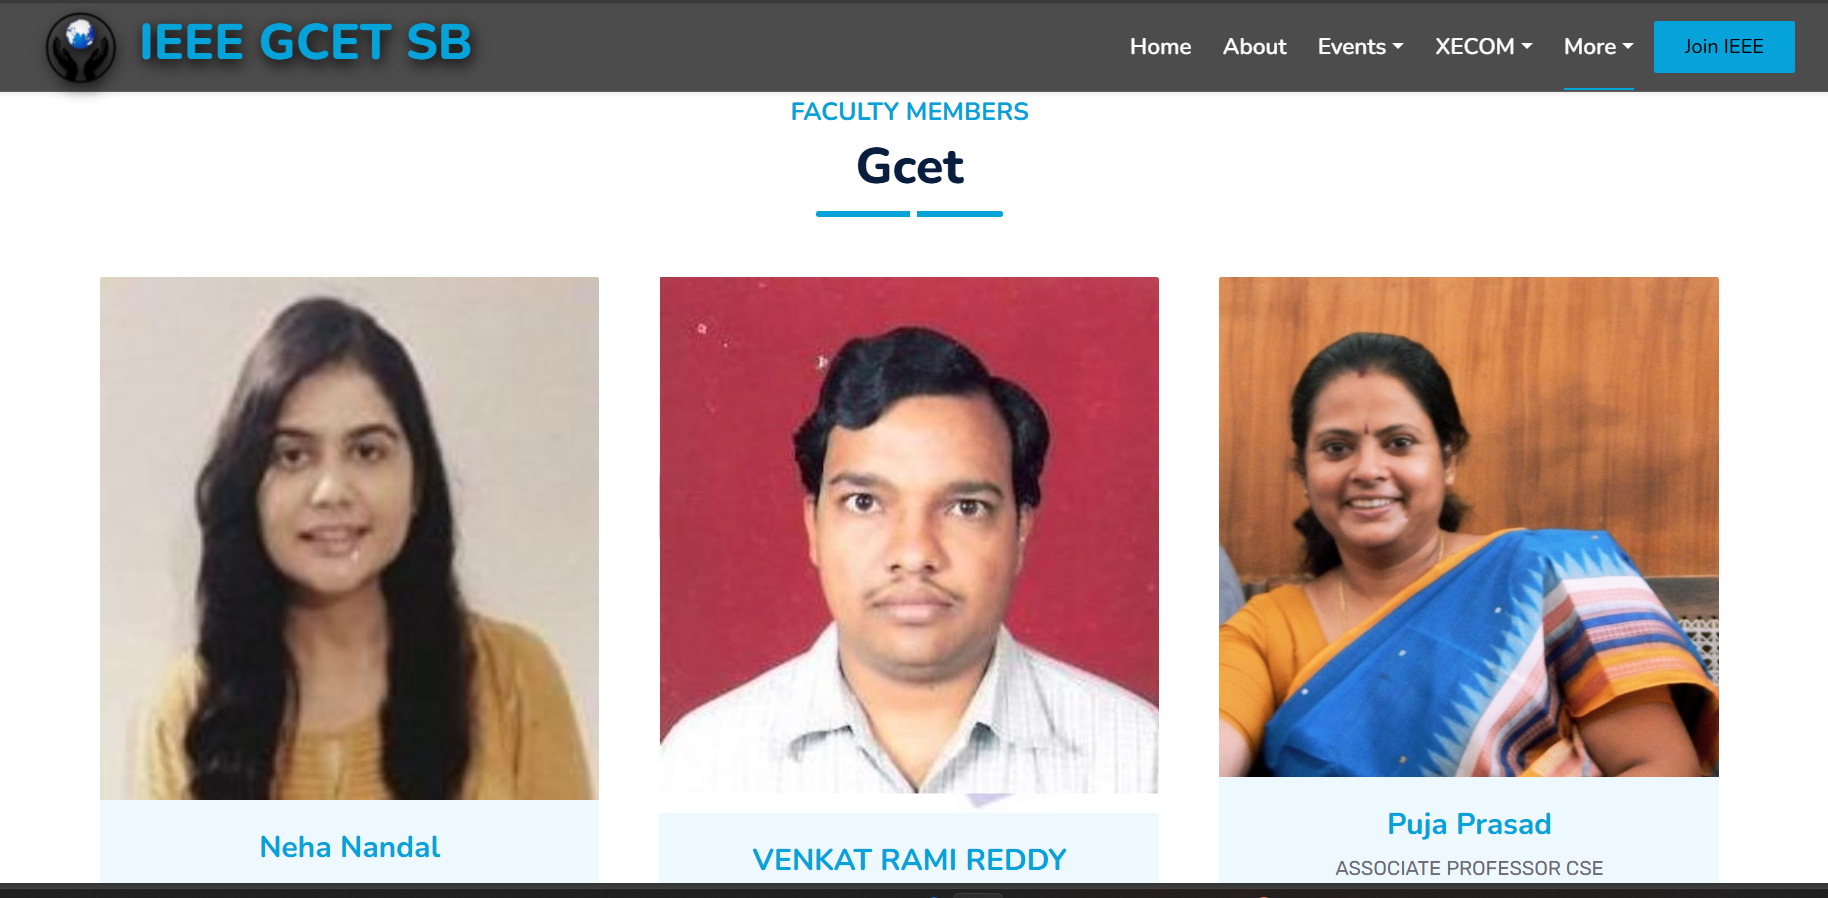 IEEE GCET SB
Home About Events XECOM More Join IEEE
FACULTY MEMBERS
Gcet
Neha Nandal
VENKAT RAMI REDDY
Puja Prasad
ASSOCIATE PROFESSOR CSE